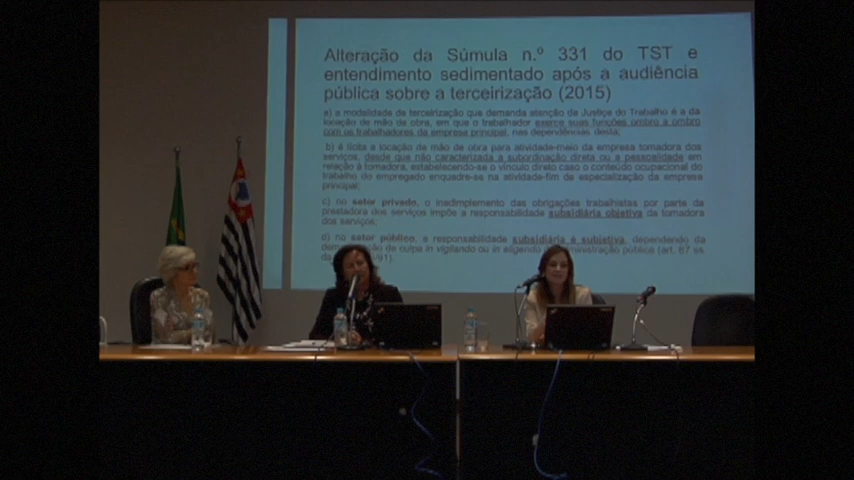 Alteração da Súmula n.º 331 do TST e
entendimento sedimentado após a audiência
pública sobre a terceirização (2015)
a) a modalidade de terceirização que demanda atenção da Justiça do Trabalho é a da
locação de mão de obra, em que o trabalhador exerce suas funções ombro a ombro
com os trabalhadores da empresa principal, nas dependências desta;
b) é lícita a locação de mão de obra para atividade-meio da empresa tomadora dos
serviços, desde que não caracterizada a subordinação direta ou a pessoalidade em
relação à tomadora, estabelecendo-se o vínculo direto caso o conteúdo ocupacional do
trabalho do empregado enquadre-se na atividade-fim de especialização da empresa
principal;
c) no setor privado, o inadimplemento das obrigações trabalhistas por parte da
prestadora dos serviços impõe a responsabilidade subsidiária objetiva da tomadora
dos serviços;
d) no setor público, a responsabilidade subsidiária é subjetiva, dependendo da
de culpa in vigilando ou in eligendo pública (art. 67 ss